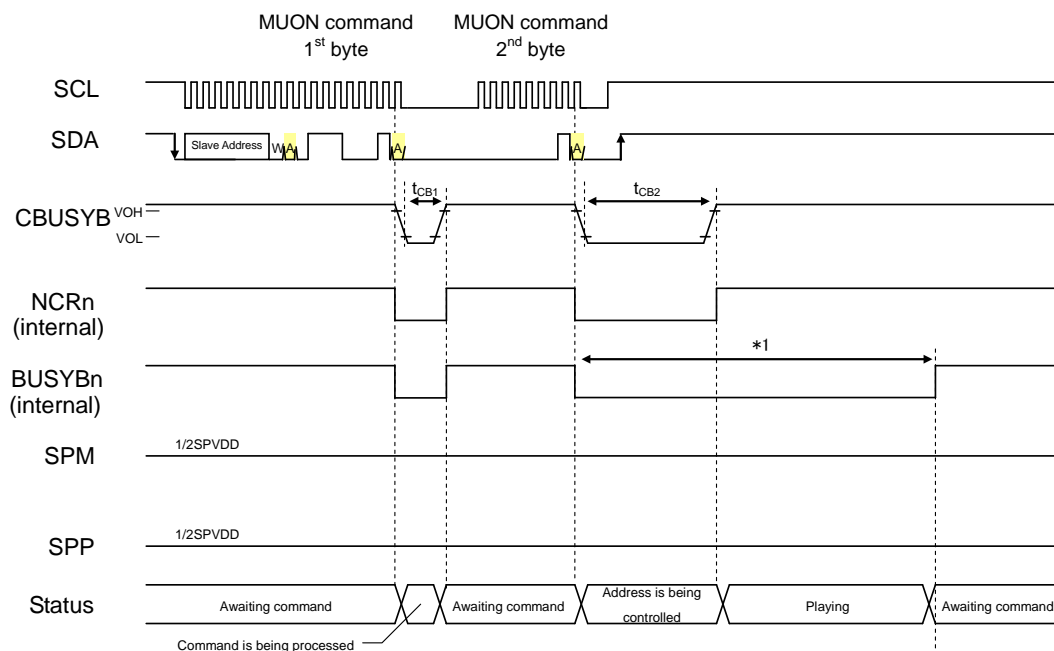 MUON command
1st byte
MUON command
2nd byte
SCL
SDA
Slave Address
W
A
A
A
tCB1
tCB2
CBUSYB
VOH
VOL
NCRn
(internal)
*1
BUSYBn
(internal)
SPM
1/2SPVDD
SPP
1/2SPVDD
Status
Awaiting command
Awaiting command
Address is being
controlled
Playing
Awaiting command
Command is being processed